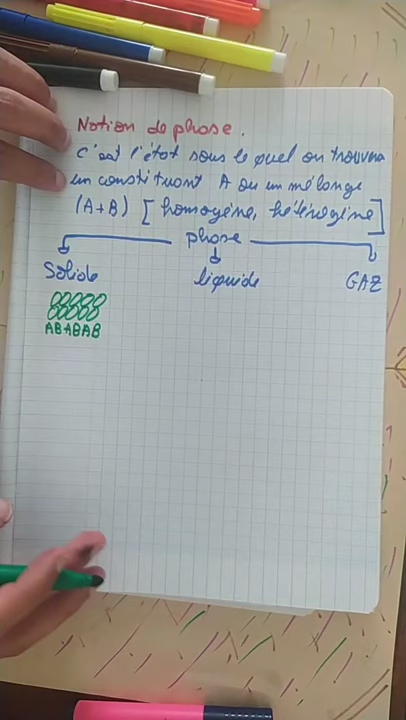 Notion de phase.
c'est l'état sous le quel on trouvera
un constituant A ou un mélange
(A+B) [homogène, hétérogène]
phase
Solide liquide GAZ
ABABAB